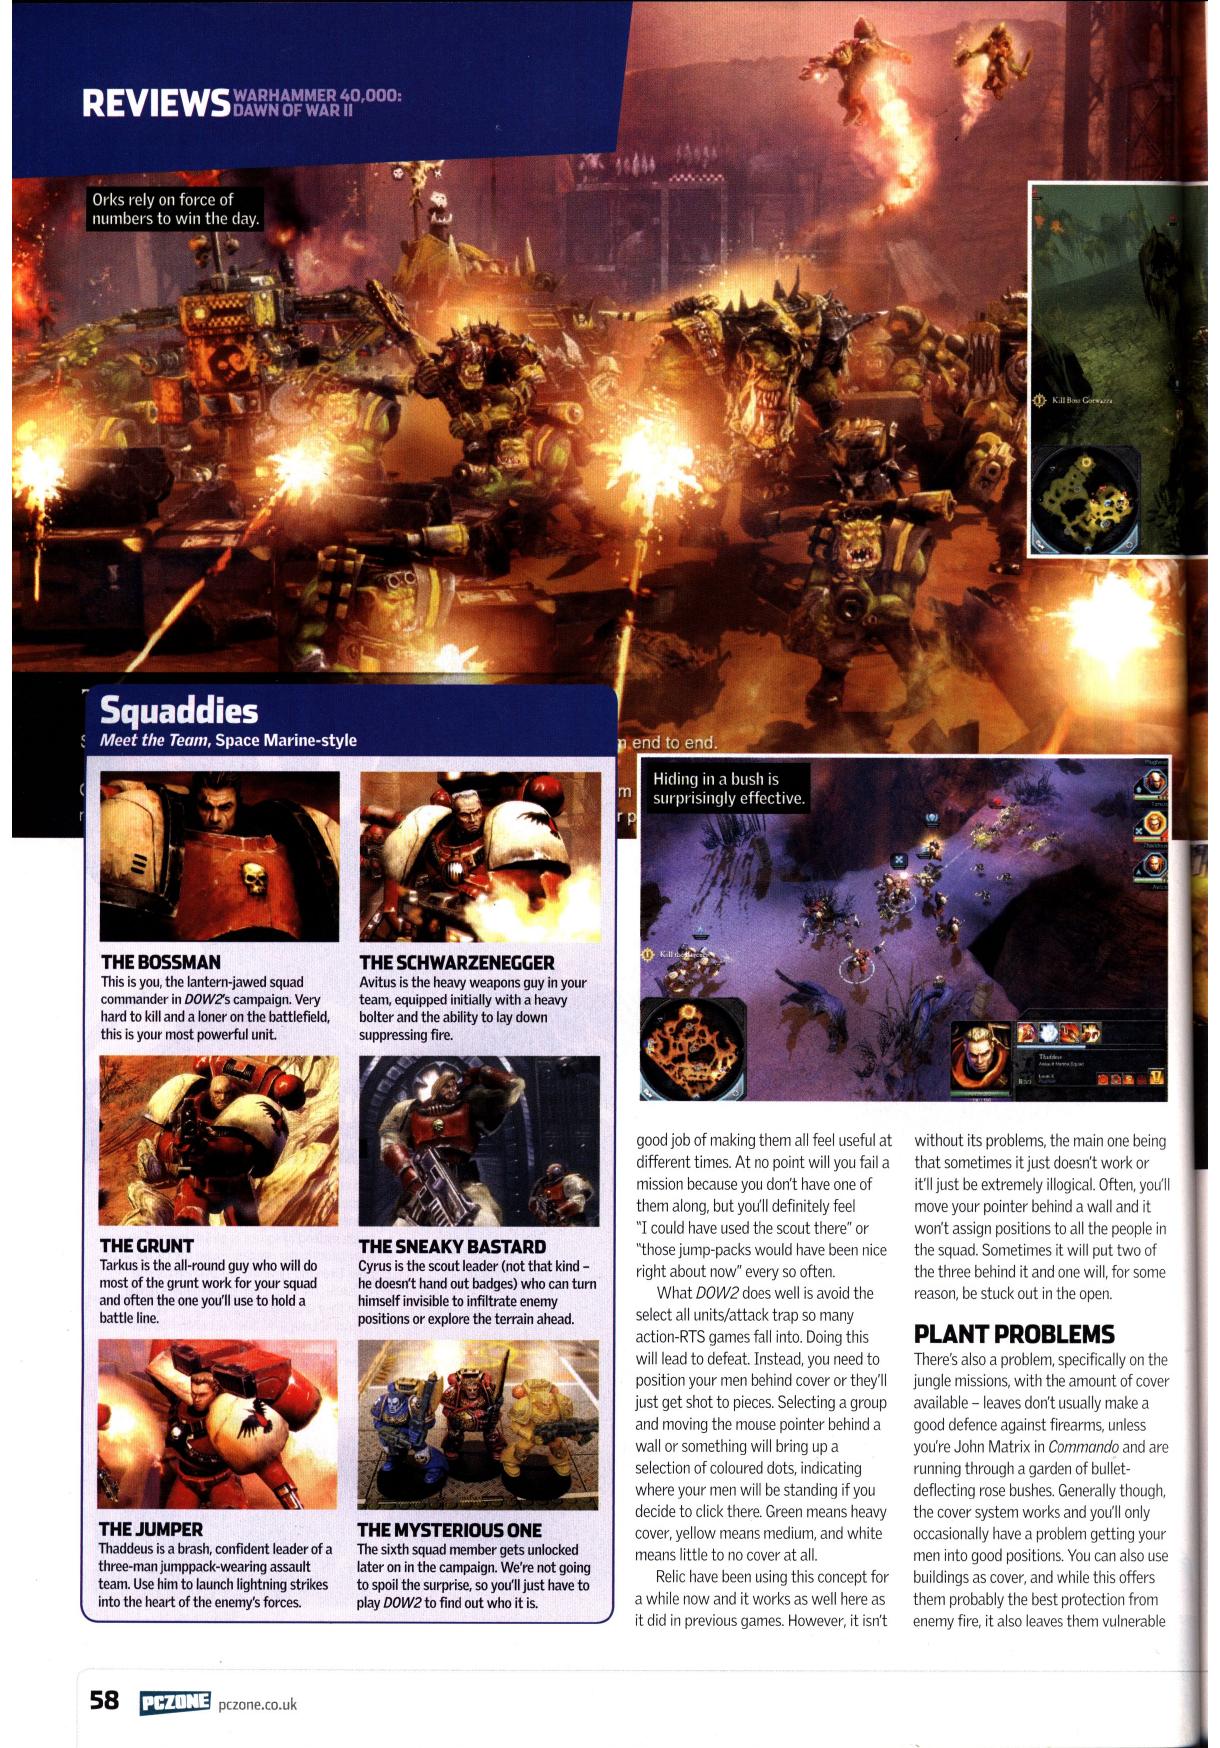 REVIEWS WARHAMMER 40,000:
DAWN OF WAR II
Orks rely on force of
numbers to win the day.
Kill Boss Gorwazza
n end to end.
Squaddies
Meet the Team, Space Marine-style
THE BOSSMAN
This is you, the lantern-jawed squad
commander in DOW2's campaign. Very
hard to kill and a loner on the battlefield,
this is your most powerful unit.
THE SCHWARZENEGGER
Avitus is the heavy weapons guy in your
team, equipped initially with a heavy
bolter and the ability to lay down
suppressing fire.
THE GRUNT
Tarkus is the all-round guy who will do
most of the grunt work for your squad
and often the one you'll use to hold a
battle line.
THE SNEAKY BASTARD
Cyrus is the scout leader (not that kind –
he doesn't hand out badges) who can turn
himself invisible to infiltrate enemy
positions or explore the terrain ahead.
THE JUMPER
Thaddeus is a brash, confident leader of a
three-man jumppack-wearing assault
team. Use him to launch lightning strikes
into the heart of the enemy's forces.
THE MYSTERIOUS ONE
The sixth squad member gets unlocked
later on in the campaign. We're not going
to spoil the surprise, so you'll just have to
play DOW2 to find out who it is.
Hiding in a bush is
surprisingly effective.
Kill the
Thaddeus
Assault Marine Squad
good job of making them all feel useful at
different times. At no point will you fail a
mission because you don't have one of
them along, but you'll definitely feel
"I could have used the scout there" or
"those jump-packs would have been nice
right about now" every so often.
What DOW2 does well is avoid the
select all units/attack trap so many
action-RTS games fall into. Doing this
will lead to defeat. Instead, you need to
position your men behind cover or they'll
just get shot to pieces. Selecting a group
and moving the mouse pointer behind a
wall or something will bring up a
selection of coloured dots, indicating
where your men will be standing if you
decide to click there. Green means heavy
cover, yellow means medium, and white
means little to no cover at all.
Relic have been using this concept for
a while now and it works as well here as
it did in previous games. However, it isn't
without its problems, the main one being
that sometimes it just doesn't work or
it'll just be extremely illogical. Often, you'll
move your pointer behind a wall and it
won't assign positions to all the people in
the squad. Sometimes it will put two of
the three behind it and one will, for some
reason, be stuck out in the open.
PLANT PROBLEMS
There's also a problem, specifically on the
jungle missions, with the amount of cover
available – leaves don't usually make a
good defence against firearms, unless
you're John Matrix in Commando and are
running through a garden of bullet-
deflecting rose bushes. Generally though,
the cover system works and you'll only
occasionally have a problem getting your
men into good positions. You can also use
buildings as cover, and while this offers
them probably the best protection from
enemy fire, it also leaves them vulnerable
58 PCZONE pczone.co.uk